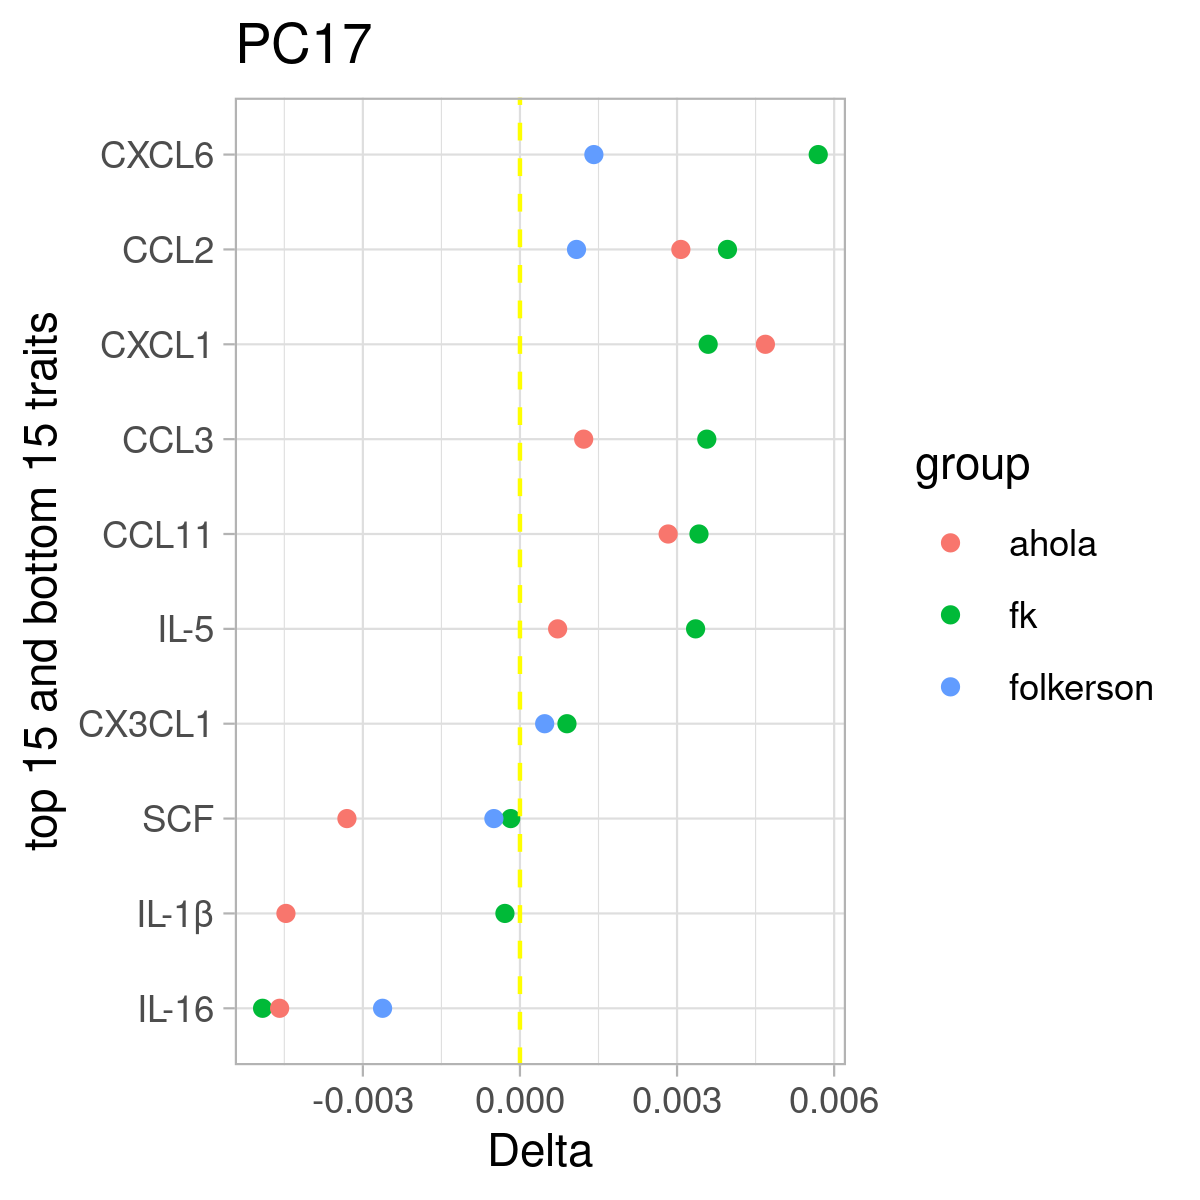 PC17
top 15 and bottom 15 traits
CXCL6
CCL2
CXCL1
CCL3
CCL11
IL-5
CX3CL1
SCF
IL-1β
IL-16
-0.003 0.000 0.003 0.006
Delta
group
ahola
fk
folkerson